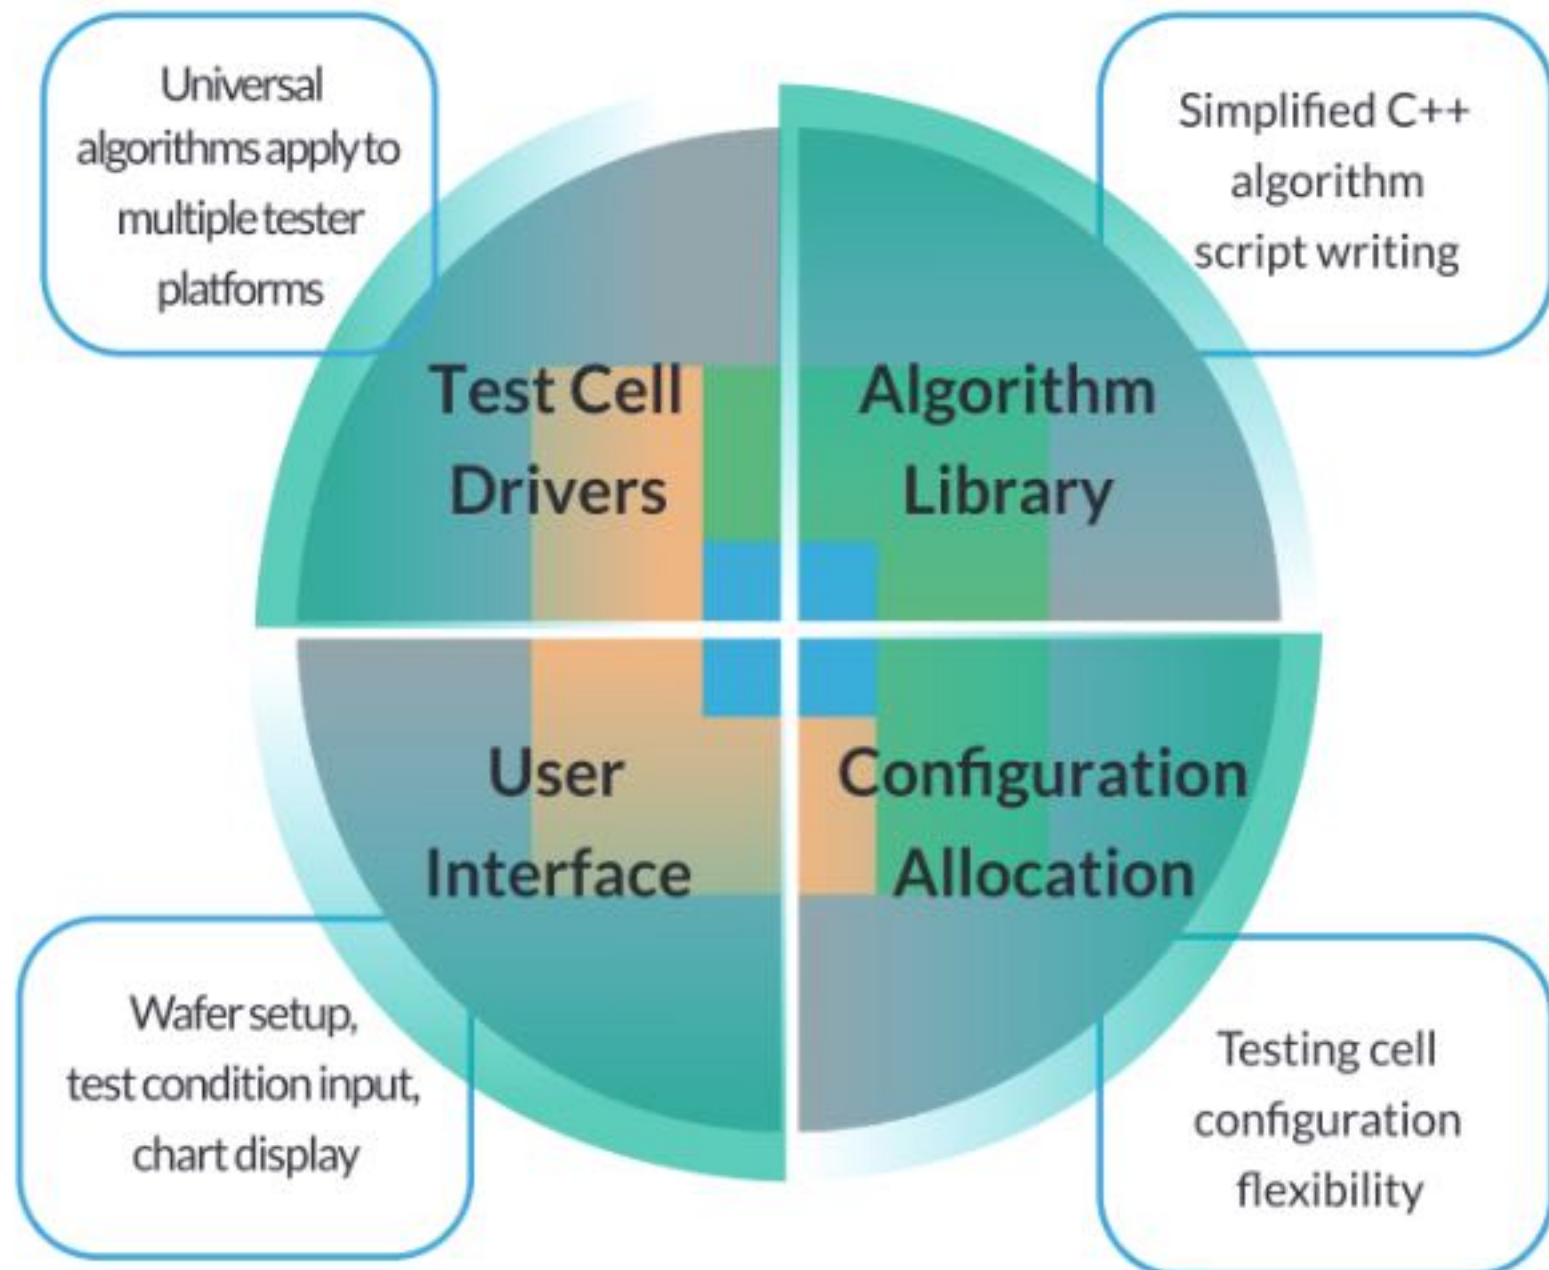 Universal
algorithms apply to
multiple tester
platforms
Simplified C++
algorithm
script writing
Test Cell
Drivers
Algorithm
Library
User
Interface
Configuration
Allocation
Wafer setup,
test condition input,
chart display
Testing cell
configuration
flexibility